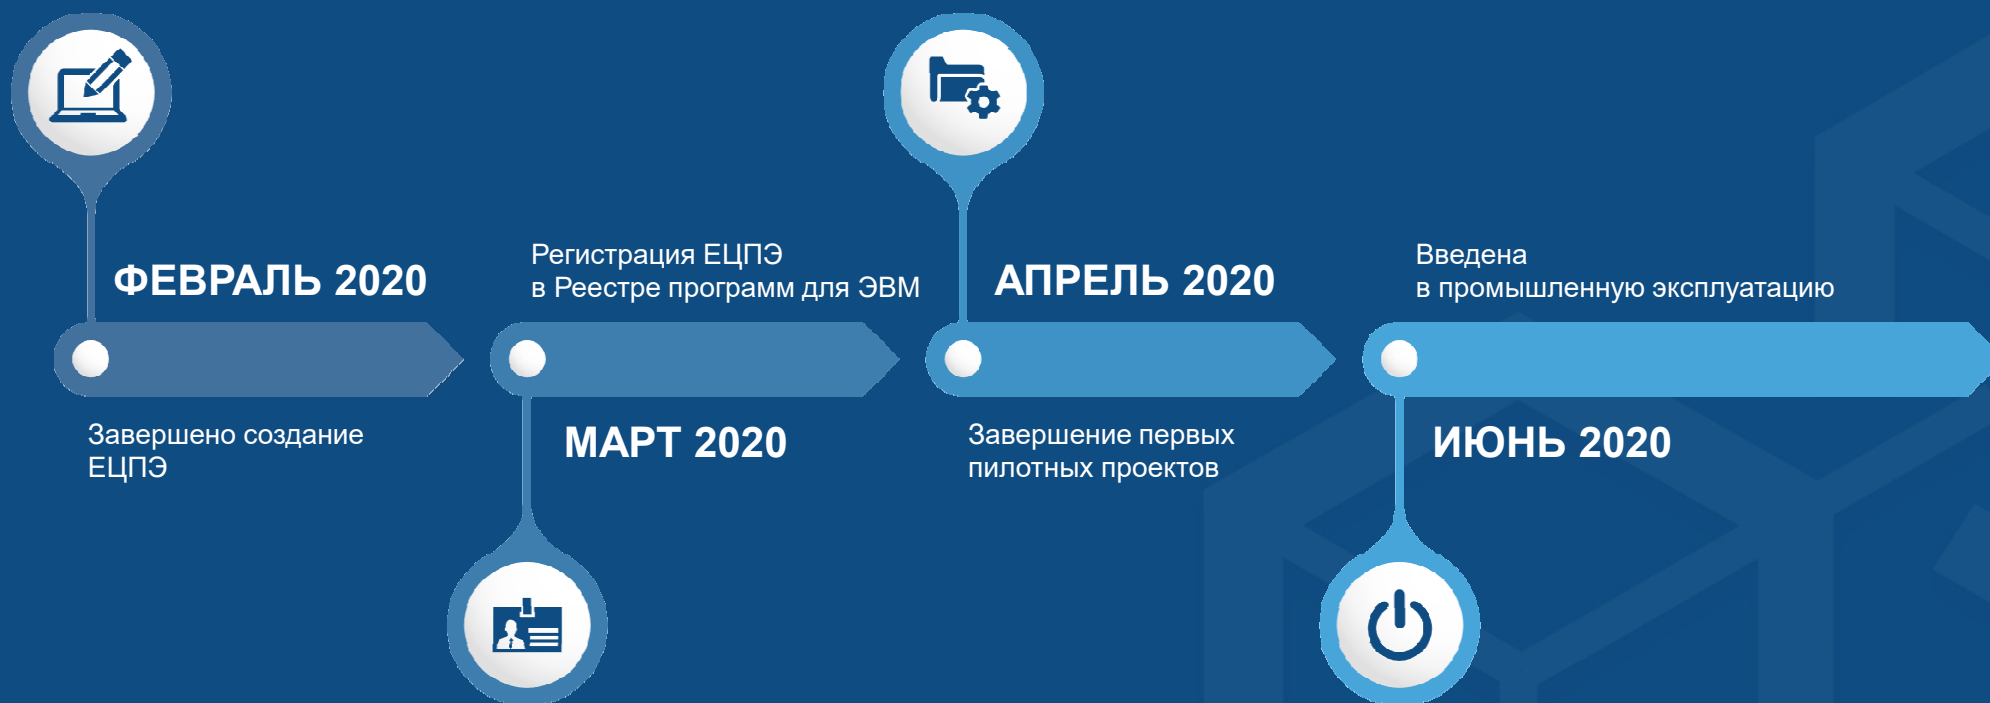 ФЕВРАЛЬ 2020
Завершено создание
ЕЦПЭ
Регистрация ЕЦПЭ
в Реестре программ для ЭВМ
МАРТ 2020
АПРЕЛЬ 2020
Завершение первых
пилотных проектов
Введена
в промышленную эксплуатацию
ИЮНЬ 2020